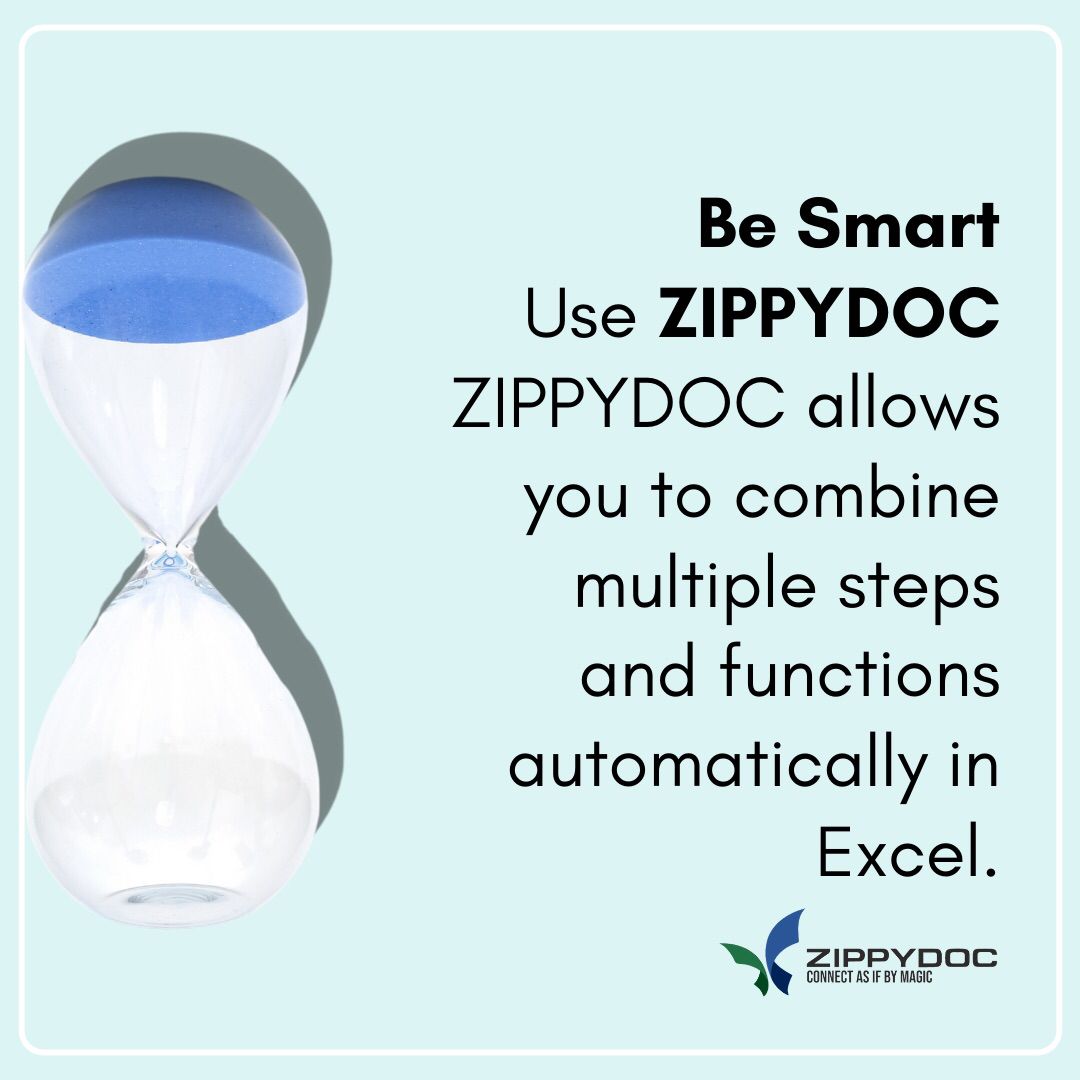 Be Smart
Use ZIPPYDOC
ZIPPYDOC allows
you to combine
multiple steps
and functions
automatically in
Excel.
ZIPPYDOC
CONNECT AS IF BY MAGIC